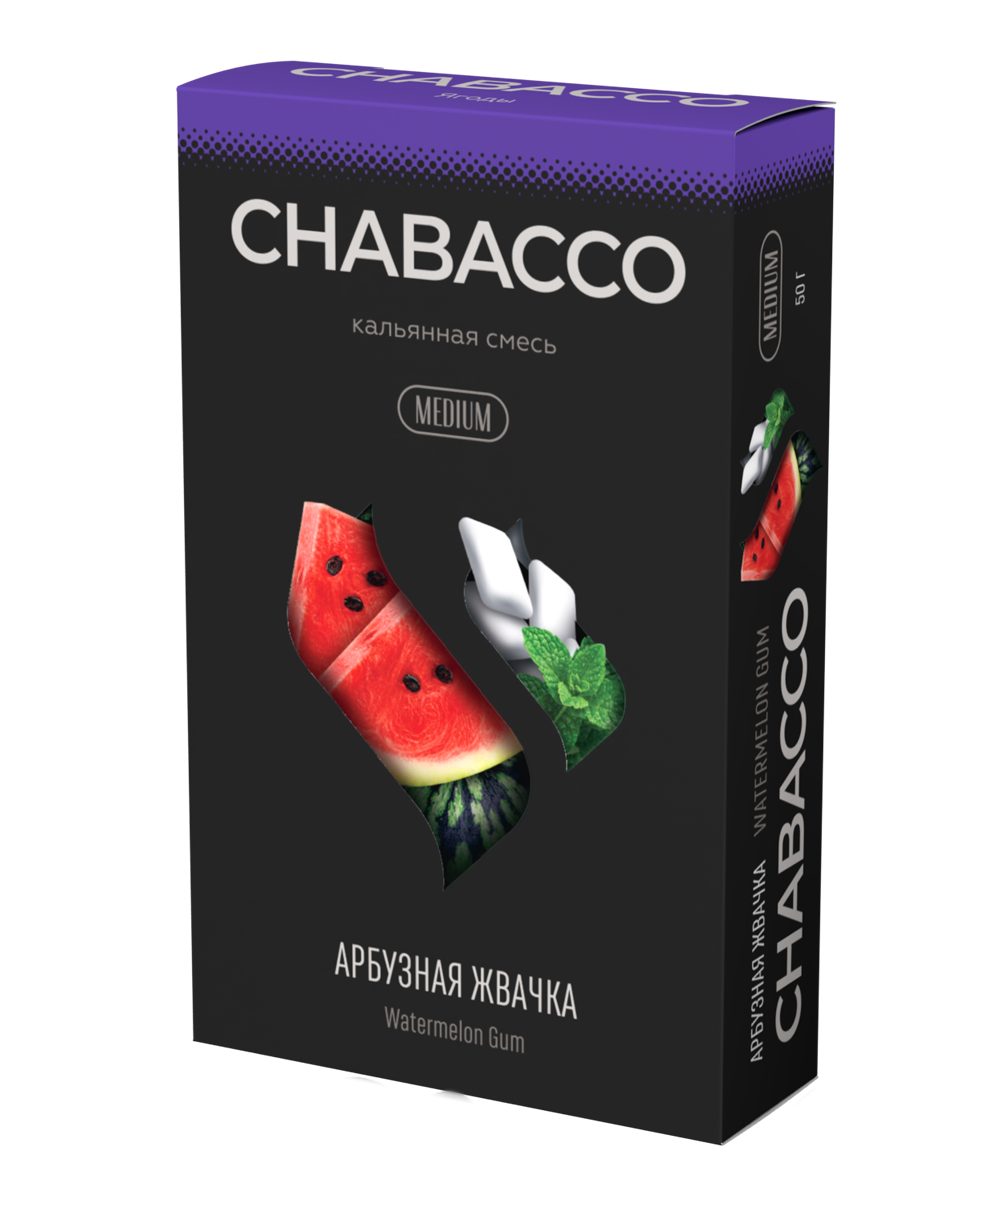 CHABACCO
Ягоды
CHABACCO
кальянная смесь
MEDIUM
АРБУЗНАЯ ЖВАЧКА
Watermelon Gum
MEDIUM
50 г
АРБУЗНАЯ ЖВАЧКА WATERMELON GUM
CHABACCO